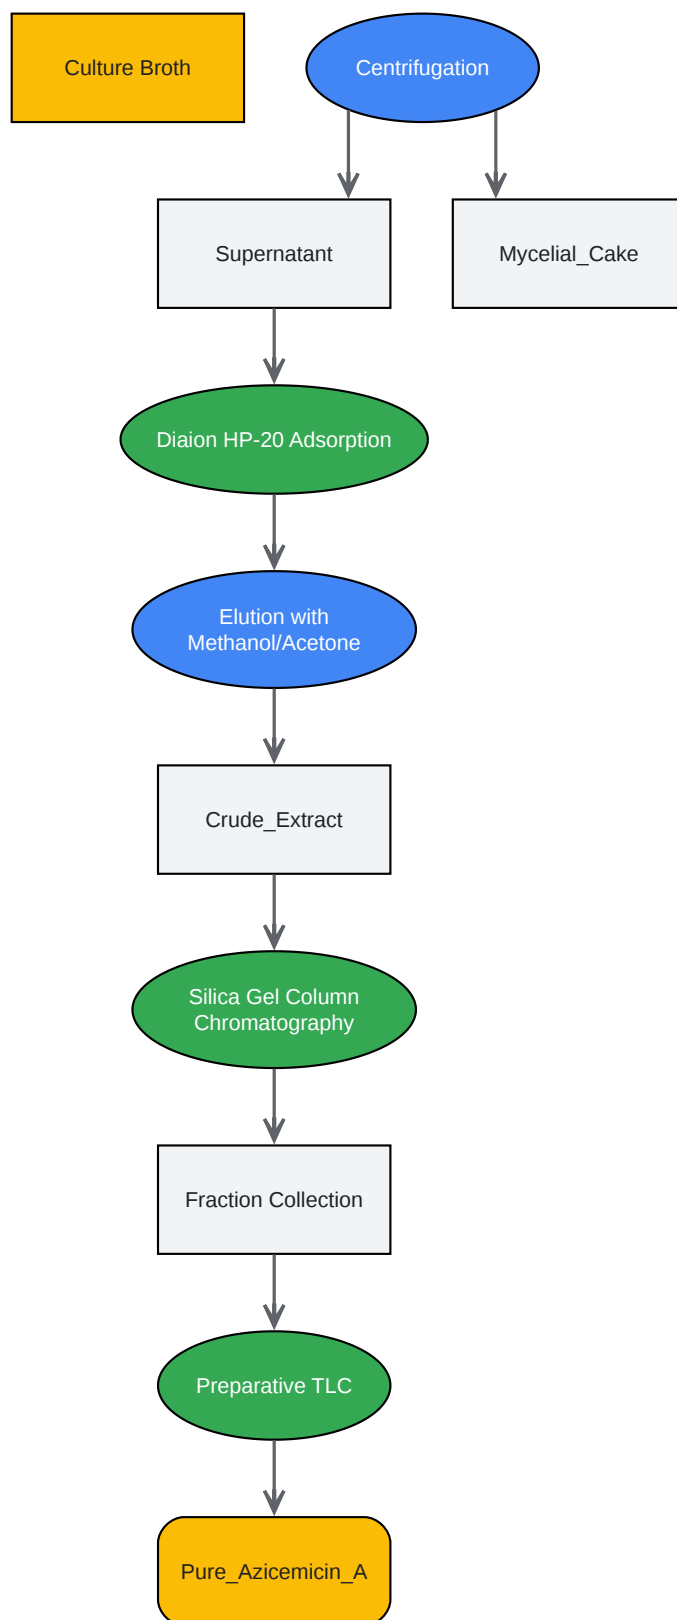 Culture Broth
Centrifugation
Supernatant
Mycelial_Cake
Diaion HP-20 Adsorption
Elution with
Methanol/Acetone
Crude_Extract
Silica Gel Column
Chromatography
Fraction Collection
Preparative TLC
Pure_Azicemicin_A